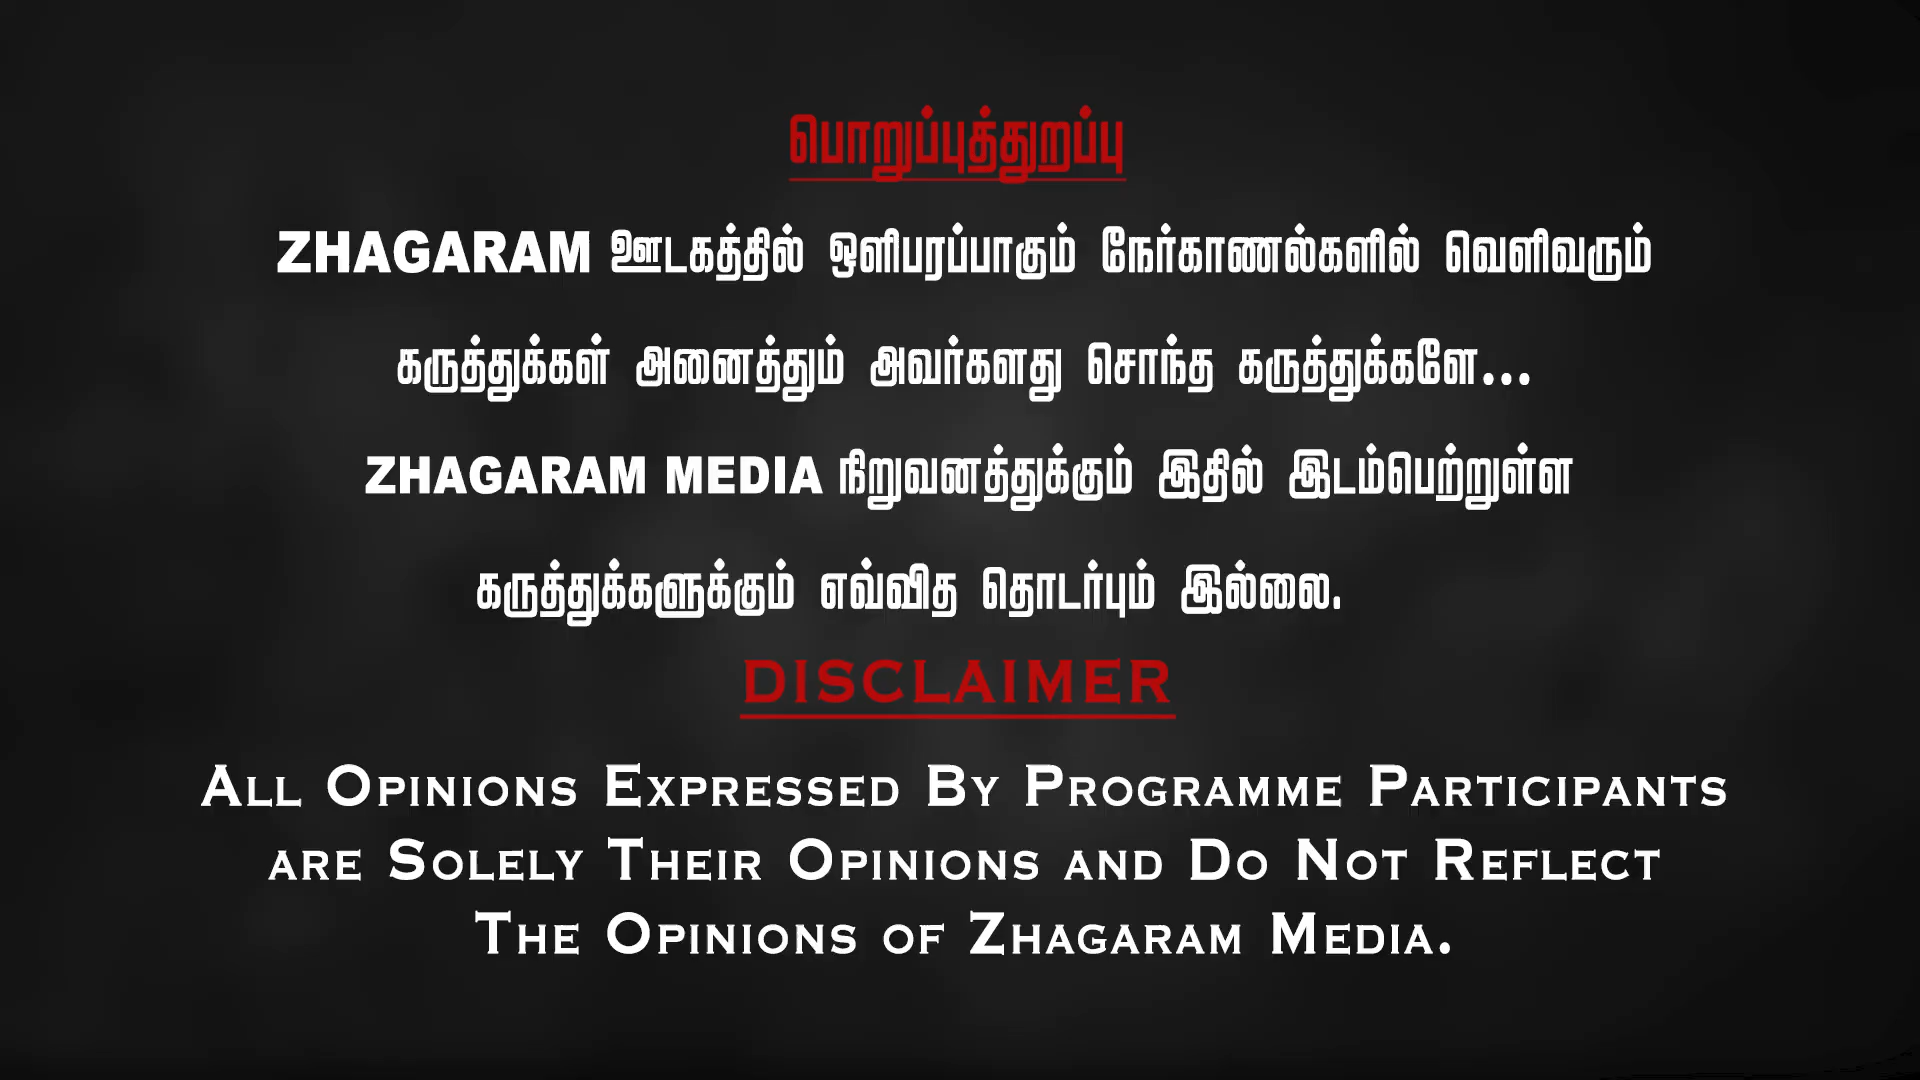 பொறுப்புத்துறப்பு
ZHAGARAM ஊடகத்தில் ஒளிபரப்பாகும் நேர்காணல்களில் வெளிவரும்
கருத்துக்கள் அனைத்தும் அவர்களது சொந்த கருத்துக்களே...
ZHAGARAM MEDIA நிறுவனத்துக்கும் இதில் இடம்பெற்றுள்ள
கருத்துக்களுக்கும் எவ்வித தொடர்பும் இல்லை.
DISCLAIMER
All Opinions Expressed By Programme Participants
are Solely Their Opinions and Do Not Reflect
The Opinions of Zhagaram Media.